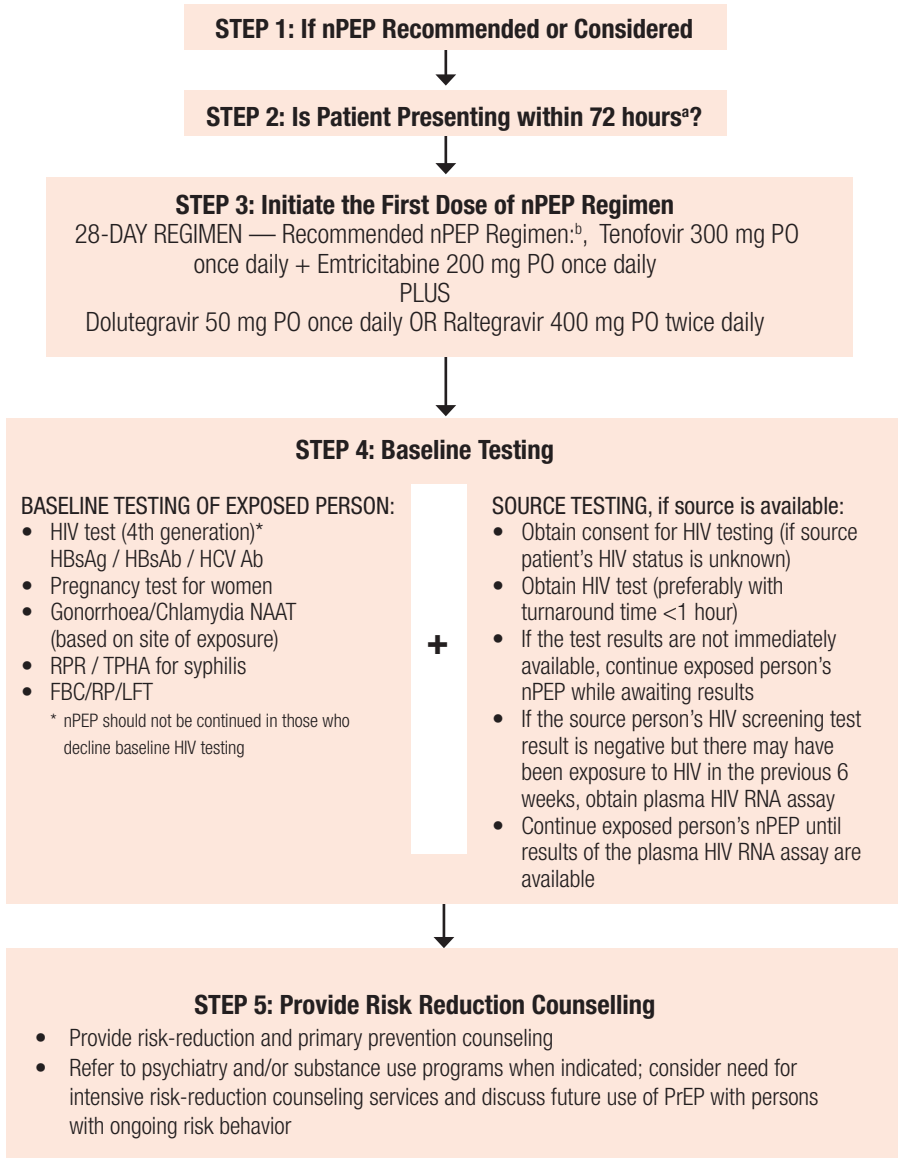 STEP 1: If nPEP Recommended or Considered
STEP 2: Is Patient Presenting within 72 hoursᵃ?
STEP 3: Initiate the First Dose of nPEP Regimen
28-DAY REGIMEN — Recommended nPEP Regimen:ᵇ, Tenofovir 300 mg PO
once daily + Emtricitabine 200 mg PO once daily
PLUS
Dolutegravir 50 mg PO once daily OR Raltegravir 400 mg PO twice daily
STEP 4: Baseline Testing
BASELINE TESTING OF EXPOSED PERSON:
• HIV test (4th generation)*
HBsAg / HBsAb / HCV Ab
• Pregnancy test for women
• Gonorrhoea/Chlamydia NAAT
(based on site of exposure)
• RPR / TPHA for syphilis
• FBC/RP/LFT
* nPEP should not be continued in those who
decline baseline HIV testing
+
SOURCE TESTING, if source is available:
• Obtain consent for HIV testing (if source
patient's HIV status is unknown)
• Obtain HIV test (preferably with
turnaround time <1 hour)
• If the test results are not immediately
available, continue exposed person's
nPEP while awaiting results
• If the source person's HIV screening test
result is negative but there may have
been exposure to HIV in the previous 6
weeks, obtain plasma HIV RNA assay
• Continue exposed person's nPEP until
results of the plasma HIV RNA assay are
available
STEP 5: Provide Risk Reduction Counselling
• Provide risk-reduction and primary prevention counseling
• Refer to psychiatry and/or substance use programs when indicated; consider need for
intensive risk-reduction counseling services and discuss future use of PrEP with persons
with ongoing risk behavior